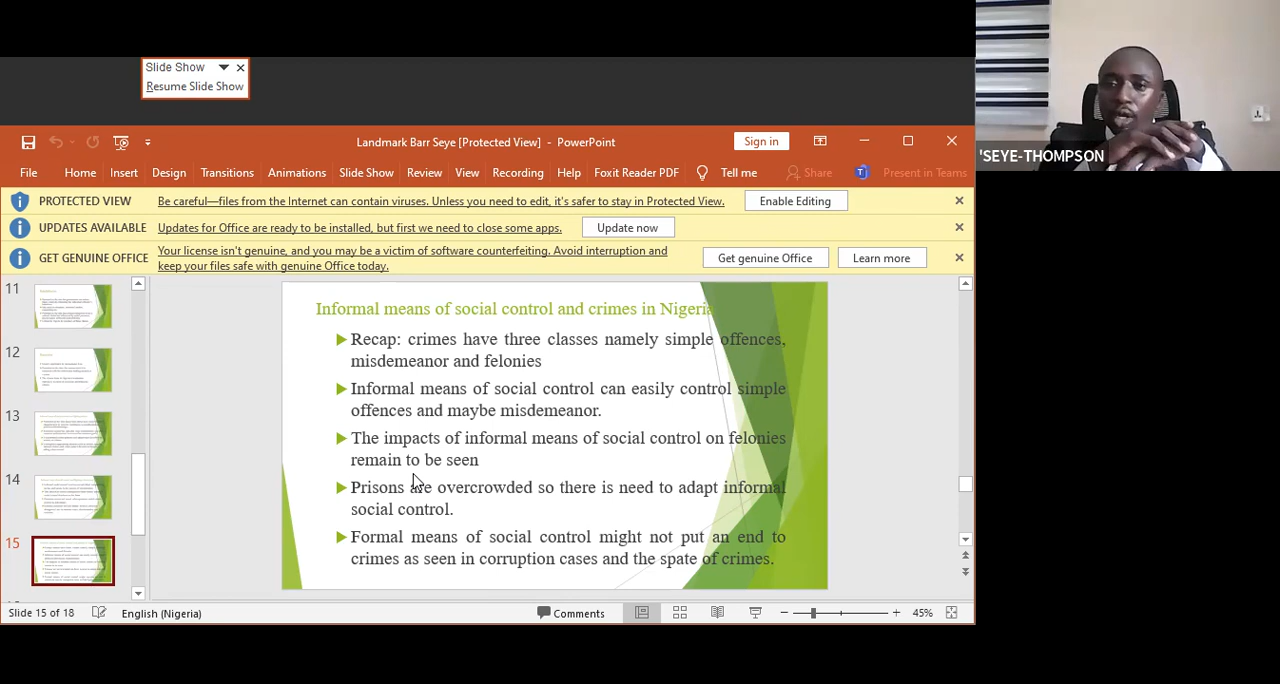 Slide Show
Resume Slide Show
Landmark Barr Seye [Protected View] - PowerPoint
Sign in
File Home Insert Design Transitions Animations Slide Show Review View Recording Help Foxit Reader PDF Tell me Share Present in Teams
PROTECTED VIEW Be careful—files from the Internet can contain viruses. Unless you need to edit, it's safer to stay in Protected View. Enable Editing
UPDATES AVAILABLE Updates for Office are ready to be installed, but first we need to close some apps. Update now
GET GENUINE OFFICE Your license isn't genuine, and you may be a victim of software counterfeiting. Avoid interruption and
keep your files safe with genuine Office today.
Get genuine Office Learn more
11
12
13
14
15
Informal means of social control and crimes in Nigeria
Recap: crimes have three classes namely simple offences,
misdemeanor and felonies
Informal means of social control can easily control simple
offences and maybe misdemeanor.
The impacts of informal means of social control on felonies
remain to be seen
Prisons are overcrowded so there is need to adapt informal
social control.
Formal means of social control might not put an end to
crimes as seen in corruption cases and the spate of crimes.
Slide 15 of 18 English (Nigeria) Comments 45%
'SEYE-THOMPSON